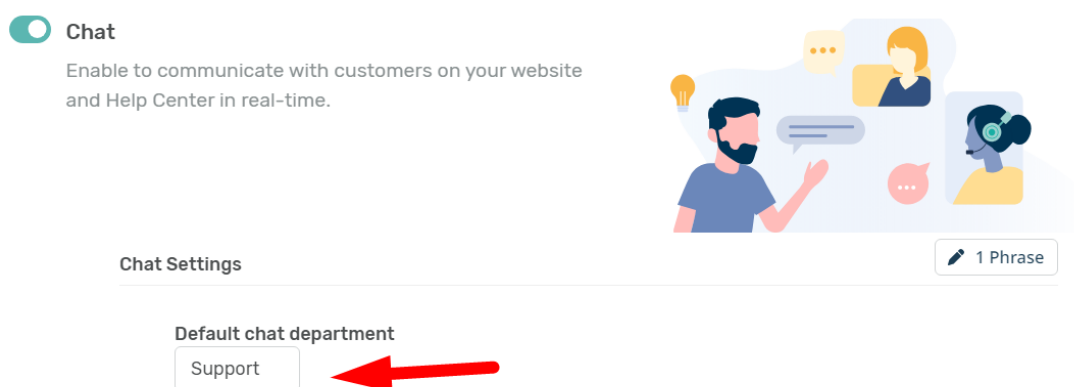 Chat
Enable to communicate with customers on your website
and Help Center in real-time.
Chat Settings
1 Phrase
Default chat department
Support